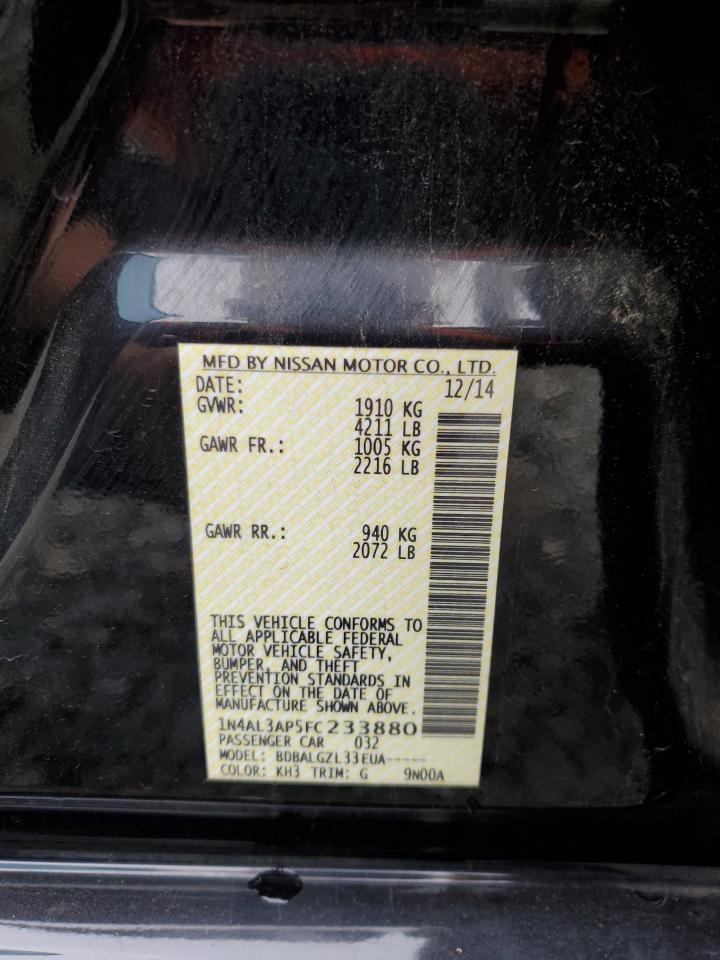 MFD BY NISSAN MOTOR CO., LTD.
DATE: 12/14
GVWR: 1910 KG
4211 LB
GAWR FR.: 1005 KG
2216 LB
GAWR RR.: 940 KG
2072 LB
THIS VEHICLE CONFORMS TO
ALL APPLICABLE FEDERAL
MOTOR VEHICLE SAFETY,
BUMPER, AND THEFT
PREVENTION STANDARDS IN
EFFECT ON THE DATE OF
MANUFACTURE SHOWN ABOVE.
1N4AL3AP5FC233880
PASSENGER CAR 032
MODEL: BDBALGZL33EUA-----
COLOR: KH3 TRIM: G 9N00A